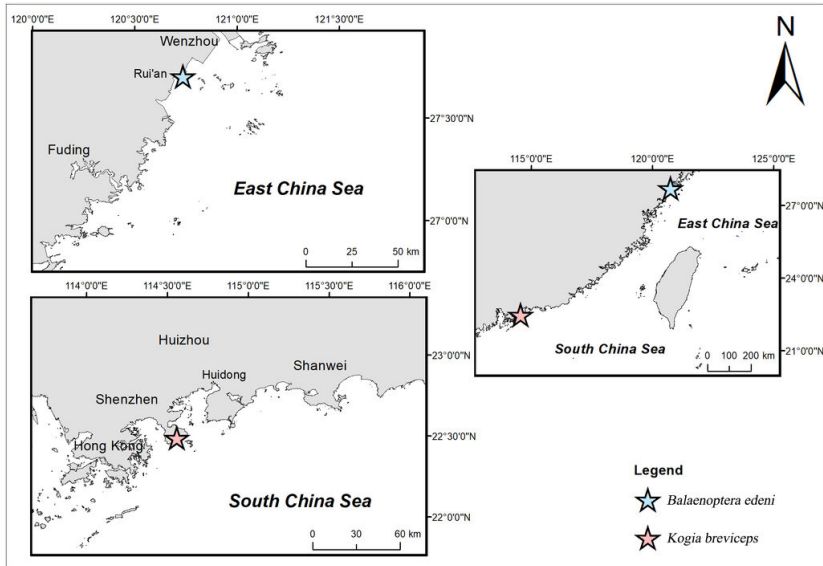 120°0'0"E 120°30'0"E 121°0'0"E 121°30'0"E
Wenzhou
Rui'an
27°30'0"N
Fuding
East China Sea
27°0'0"N
0 25 50 km
N
115°0'0"E 120°0'0"E 125°0'0"E
27°0'0"N
East China Sea
24°0'0"N
South China Sea
0 100 200 km
21°0'0"N
114°0'0"E 114°30'0"E 115°0'0"E 115°30'0"E 116°0'0"E
Huizhou
23°0'0"N
Shanwei
Huidong
Shenzhen
22°30'0"N
Hong Kong
South China Sea
22°0'0"N
0 30 60 km
Legend
Balaenoptera edeni
Kogia breviceps